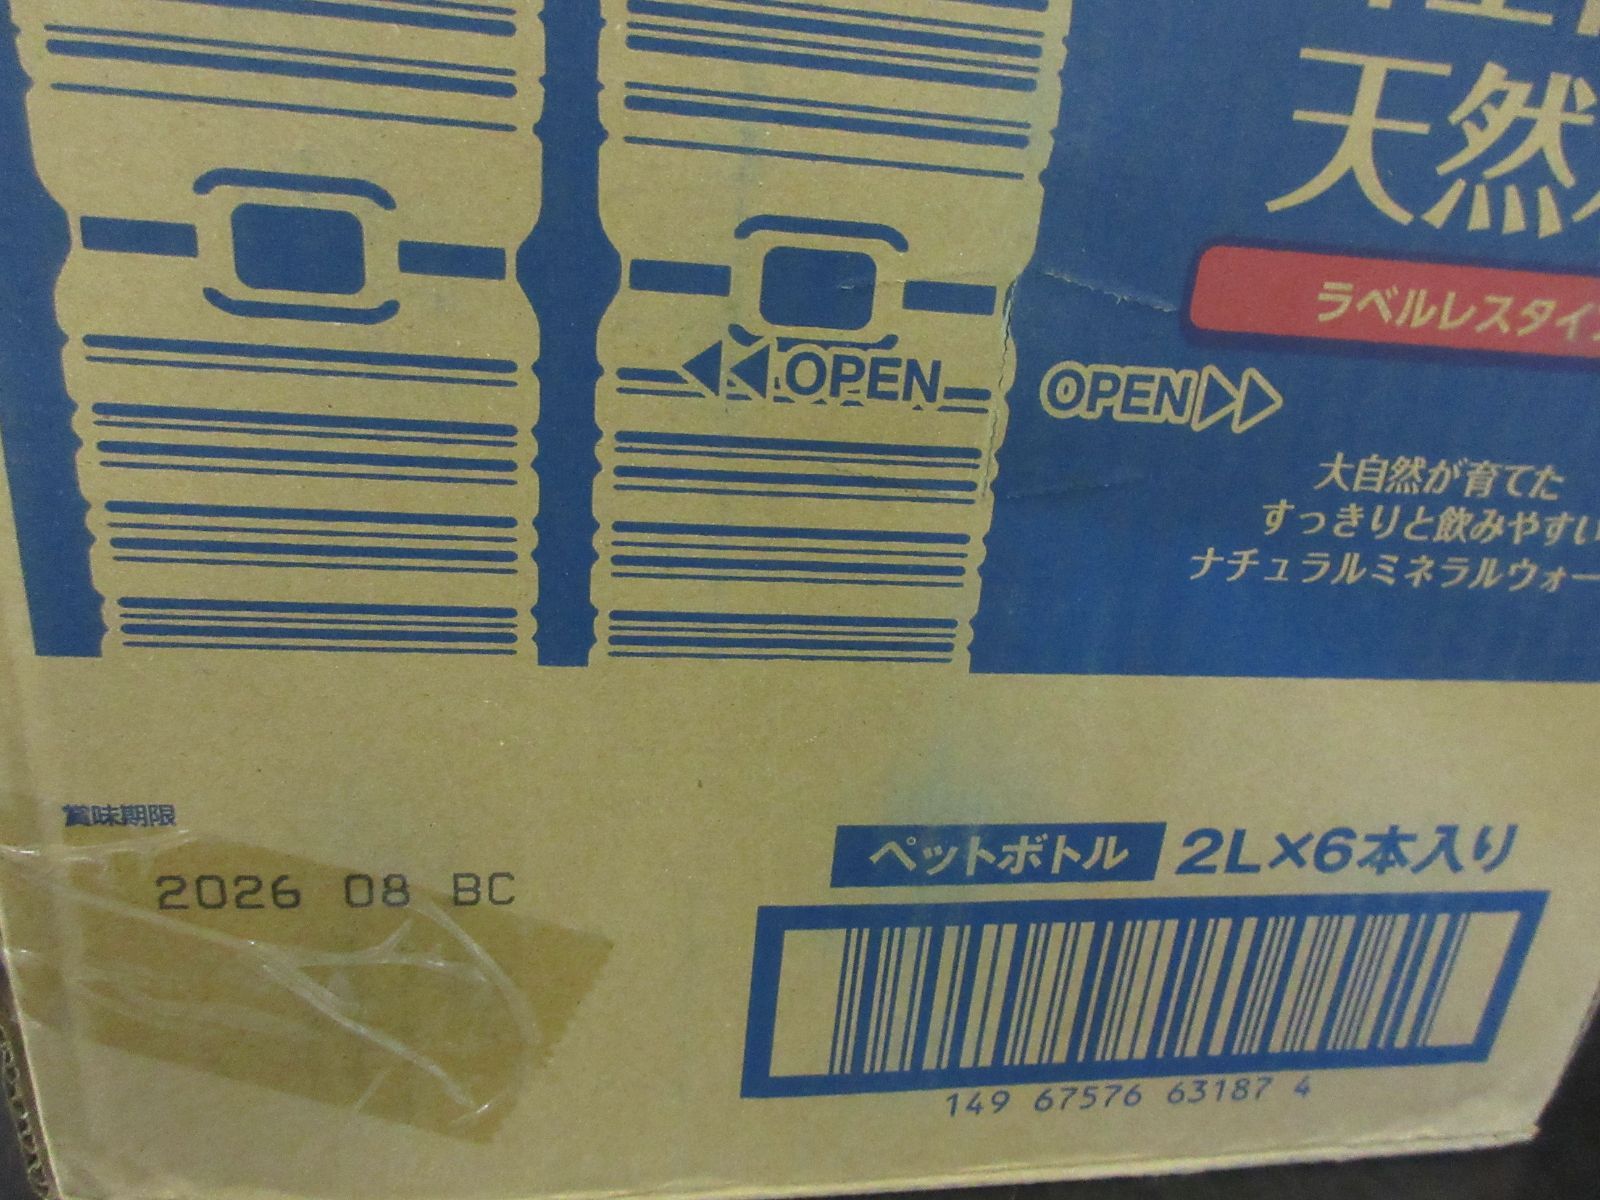 天然
ラベルレスタイ
OPEN
OPEN
大自然が育てた
すっきりと飲みやすい
ナチュラルミネラルウォー
賞味期限
2026 08 BC
ペットボトル 2L×6本入り
149 67576 63187 4